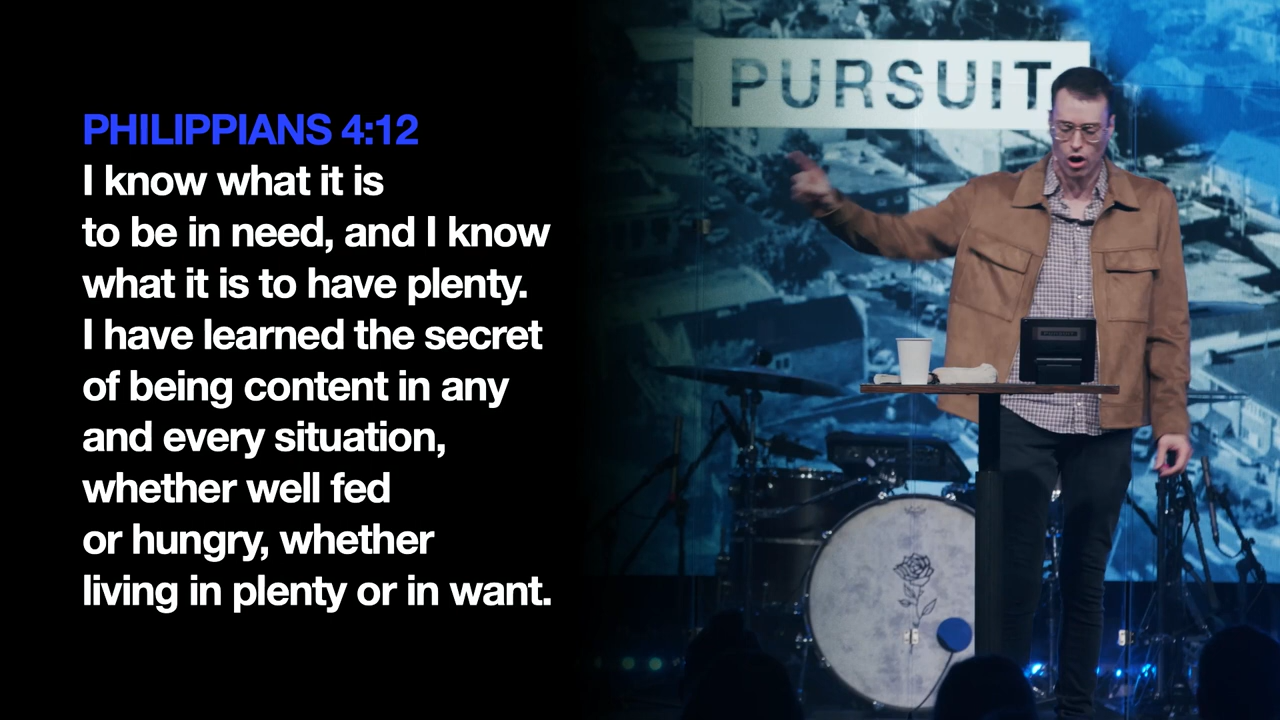 PHILIPPIANS 4:12
I know what it is
to be in need, and I know
what it is to have plenty.
I have learned the secret
of being content in any
and every situation,
whether well fed
or hungry, whether
living in plenty or in want.
PURSUIT